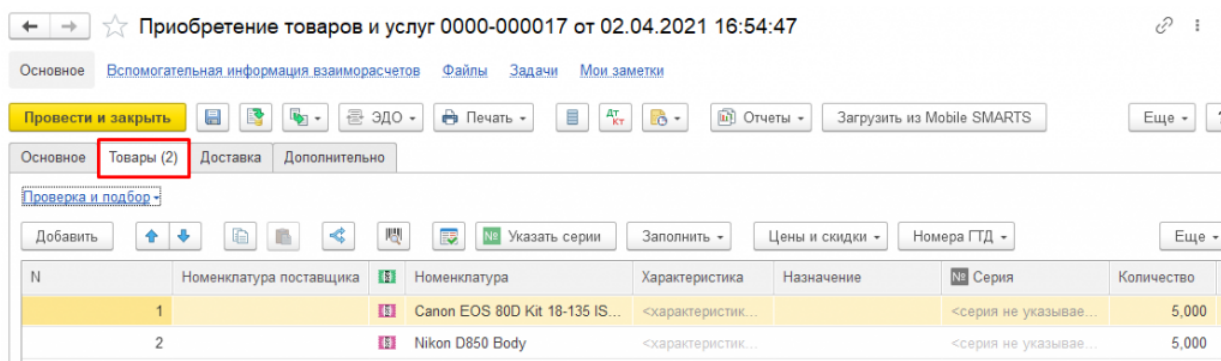 Приобретение товаров и услуг 0000-000017 от 02.04.2021 16:54:47
Основное Вспомогательная информация взаиморасчетов Файлы Задачи Мои заметки
Провести и закрыть ЭДО Печать Дт Кт Отчеты Загрузить из Mobile SMARTS Еще
Основное Товары (2) Доставка Дополнительно
Проверка и подбор
Добавить № Указать серии Заполнить Цены и скидки Номера ГТД Еще
N Номенклатура поставщика Номенклатура Характеристика Назначение № Серия Количество
1 Canon EOS 80D Kit 18-135 IS... <характеристик... <серия не указывае... 5,000
2 Nikon D850 Body <характеристик... <серия не указывае... 5,000